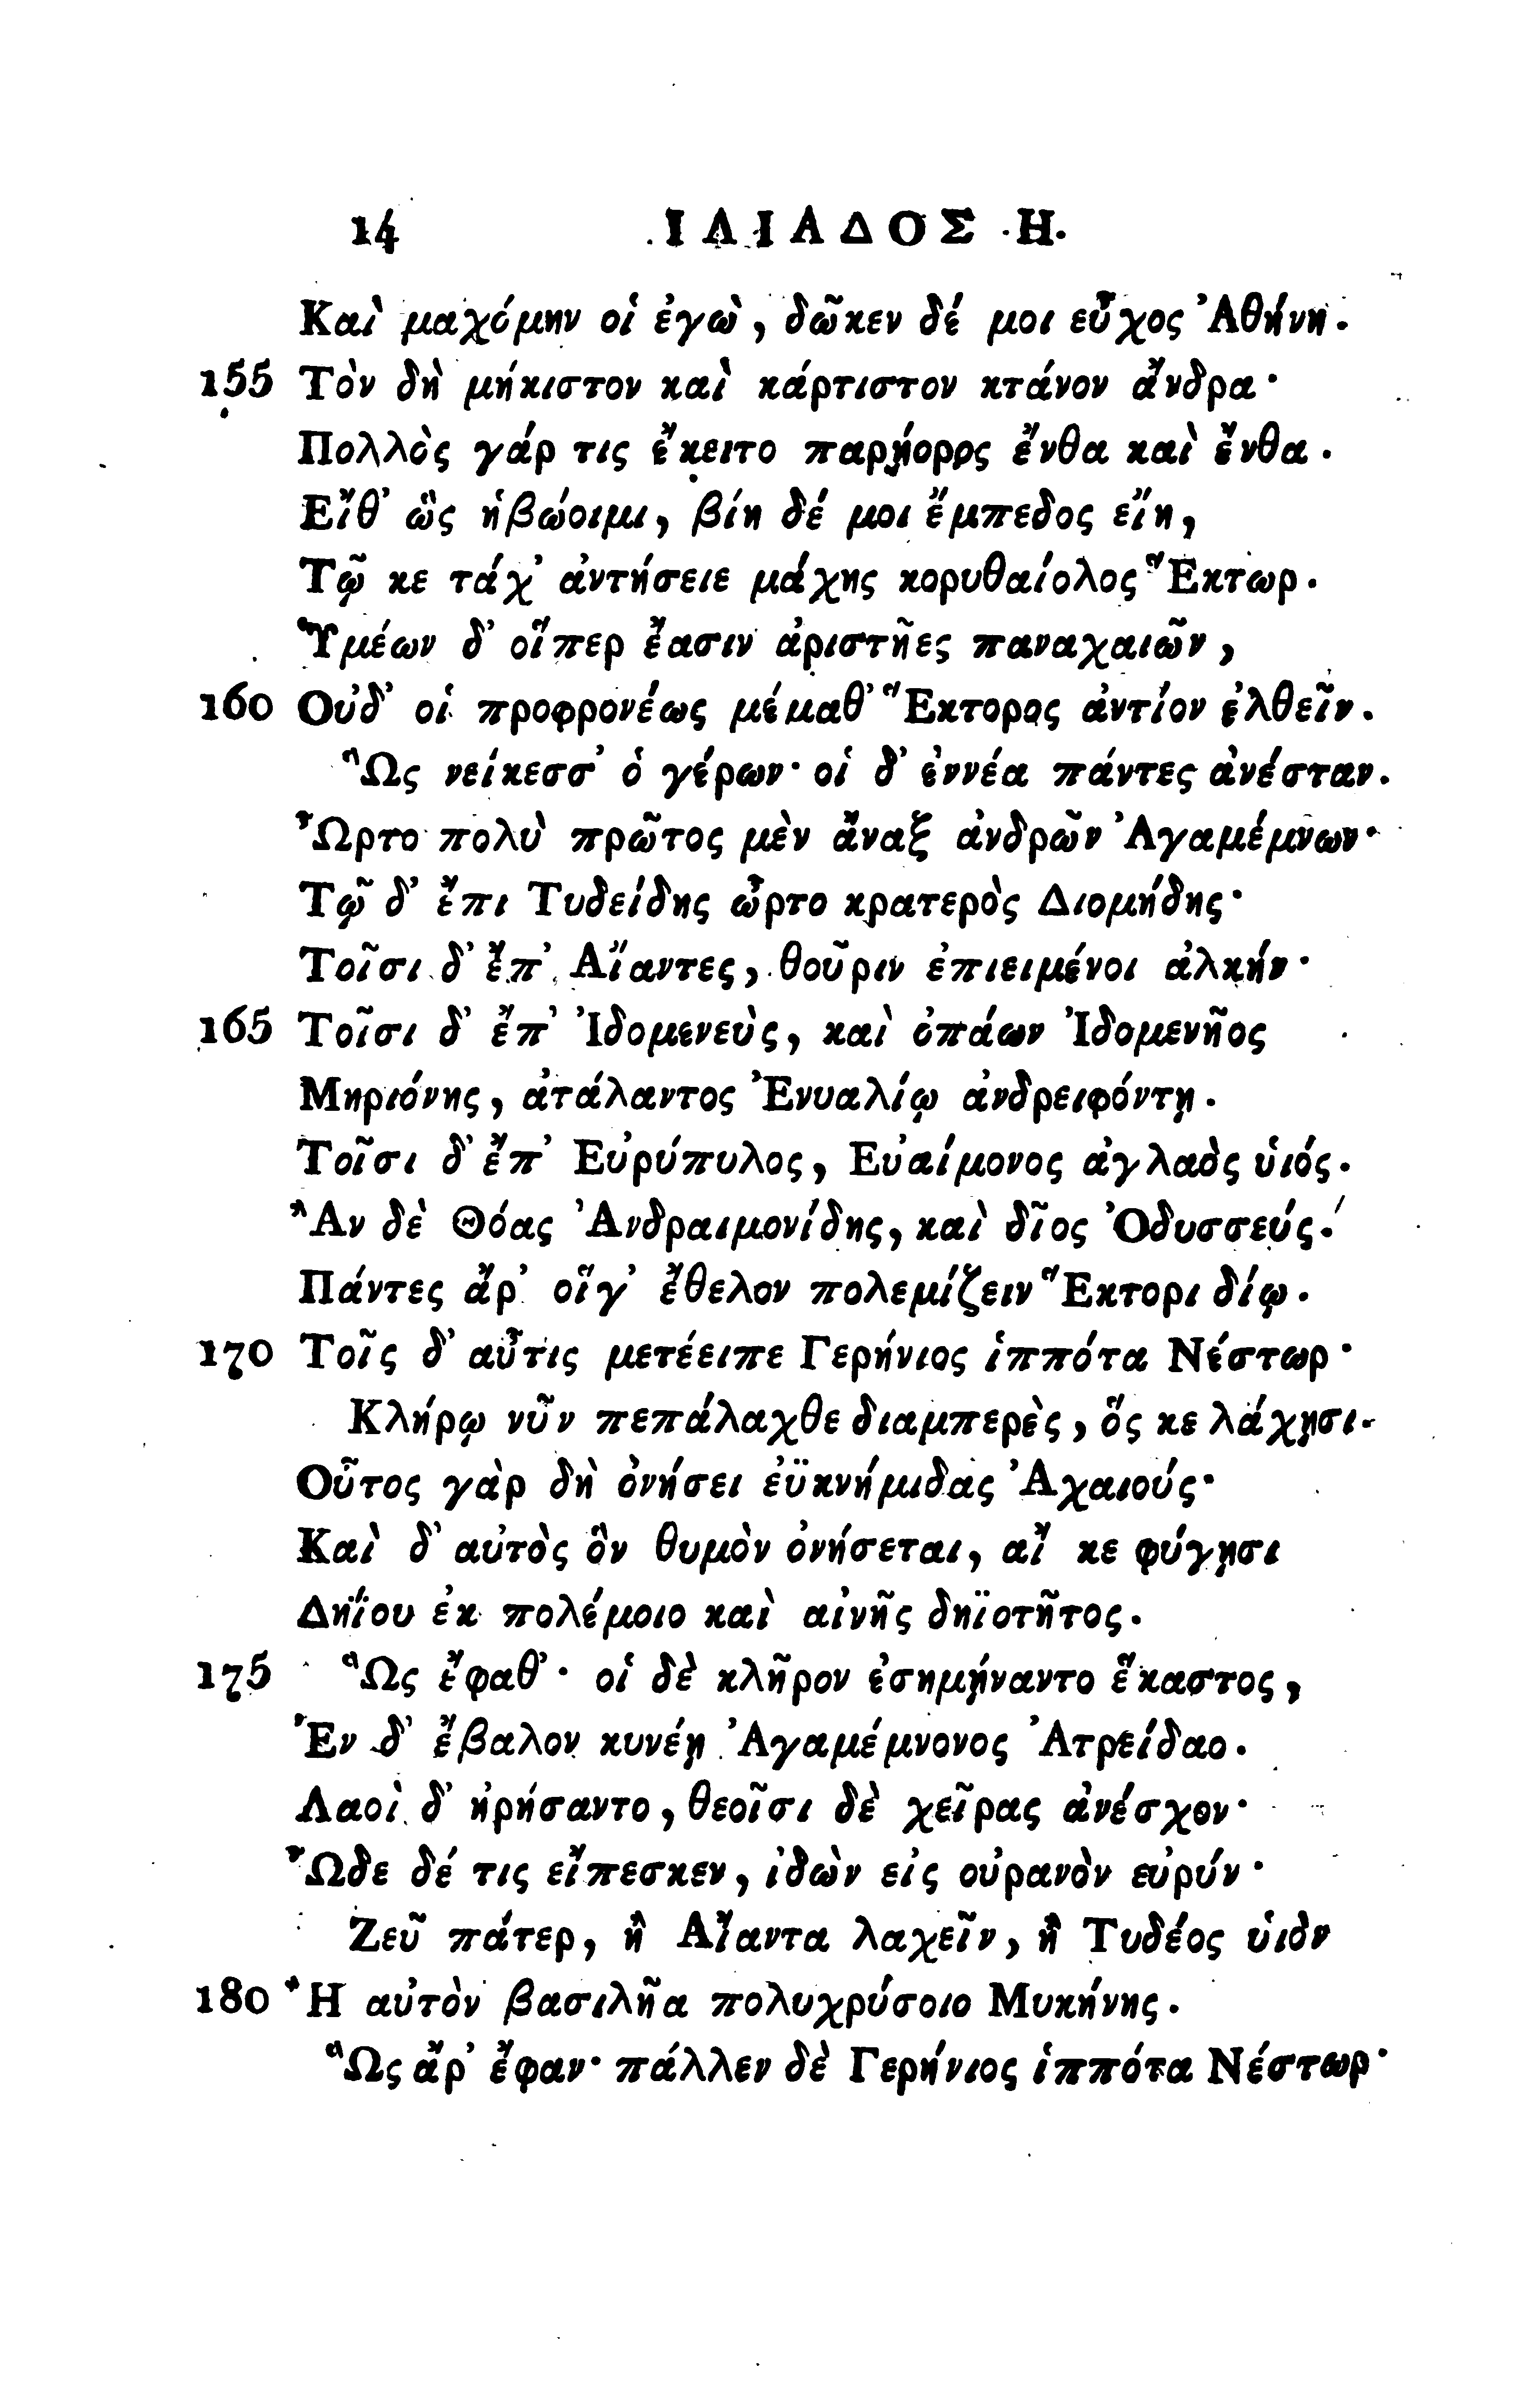 14 ΙΛΙΑΔΟΣ Η.
Καὶ μαχόμην οἱ ἐγὼ, δῶκεν δέ μοι εὖχος Ἀθήνη.
155 Τὸν δὴ μήκιστον καὶ κάρτιστον κτάνον ἄνδρα·
Πολλὸς γάρ τις ἔκειτο παρήορος ἔνθα καὶ ἔνθα.
Εἴθ' ὣς ἡβώοιμι, βίη δέ μοι ἔμπεδος εἴη,
Τῷ κε τάχ' ἀντήσειε μάχης κορυθαίολος Ἕκτωρ.
Ὑμέων δ' οἵπερ ἔασιν ἀριστῆες παναχαιῶν,
160 Οὐδ' οἱ προφρονέως μέμαθ' Ἕκτορος ἀντίον ἐλθεῖν.
Ὣς νείκεσσ' ὁ γέρων· οἱ δ' ἐννέα πάντες ἀνέσταν.
Ὦρτο πολὺ πρῶτος μὲν ἄναξ ἀνδρῶν Ἀγαμέμνων·
Τῷ δ' ἔπι Τυδείδης ὦρτο κρατερὸς Διομήδης·
Τοῖσι δ' ἔπ' Αἴαντες, θοῦριν ἐπιειμένοι ἀλκήν·
165 Τοῖσι δ' ἔπ' Ἰδομενεὺς, καὶ ὀπάων Ἰδομενῆος
Μηριόνης, ἀτάλαντος Ἐνυαλίῳ ἀνδρειφόντῃ.
Τοῖσι δ' ἔπ' Εὐρύπυλος, Εὐαίμονος ἀγλαὸς ὑιός.
Ἂν δὲ Θόας Ἀνδραιμονίδης, καὶ δῖος Ὀδυσσεύς.
Πάντες ἄρ' οἵγ' ἔθελον πολεμίζειν Ἕκτορι δίῳ.
170 Τοῖς δ' αὖτις μετέειπε Γερήνιος ἱππότα Νέστωρ·
Κλήρῳ νῦν πεπάλαχθε διαμπερὲς, ὅς κε λάχῃσι·
Οὗτος γὰρ δὴ ὀνήσει ἐϋκνήμιδας Ἀχαιούς·
Καὶ δ' αὐτὸς ὃν θυμὸν ὀνήσεται, αἴ κε φύγῃσι
Δηΐου ἐκ πολέμοιο καὶ αἰνῆς δηϊοτῆτος.
175 Ὣς ἔφαθ'· οἱ δὲ κλῆρον ἐσημήναντο ἕκαστος,
Ἐν δ' ἔβαλον κυνέῃ Ἀγαμέμνονος Ἀτρείδαο.
Λαοὶ δ' ἠρήσαντο, θεοῖσι δὲ χεῖρας ἀνέσχον·
Ὧδε δέ τις εἴπεσκεν, ἰδὼν εἰς οὐρανὸν εὐρύν·
Ζεῦ πάτερ, ἢ Αἴαντα λαχεῖν, ἢ Τυδέος ὑιὸν
180 Ἢ αὐτὸν βασιλῆα πολυχρύσοιο Μυκήνης.
Ὣς ἄρ' ἔφαν· πάλλεν δὲ Γερήνιος ἱππότα Νέστωρ·